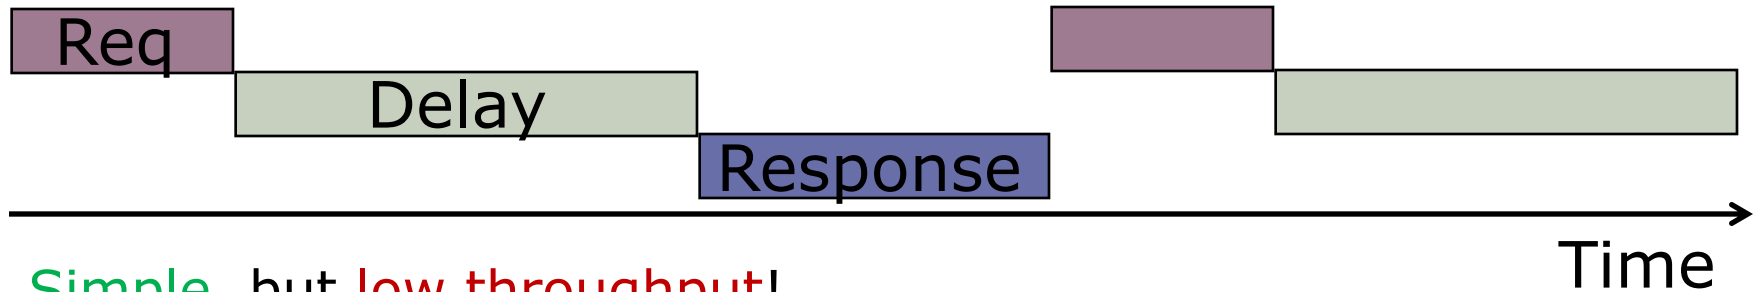 Req
Delay
Response
Time
Simple, but low throughput!